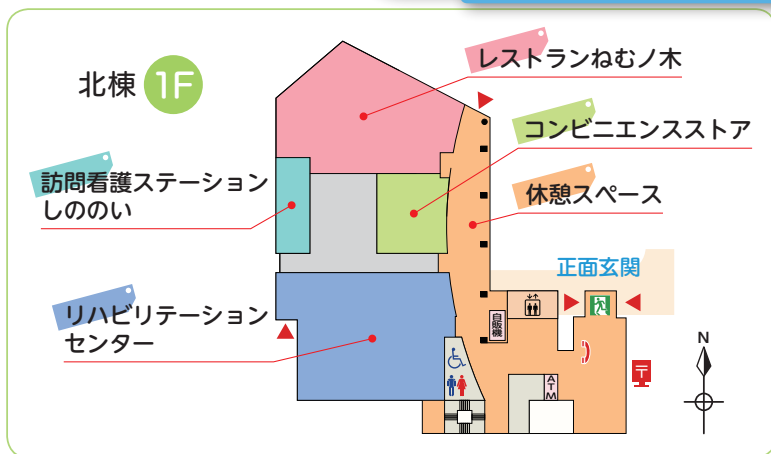 北棟 1F
レストランねむノ木
コンビニエンスストア
訪問看護ステーション
しののい
休憩スペース
正面玄関
リハビリテーション
センター
自販機
ATM
〒
N